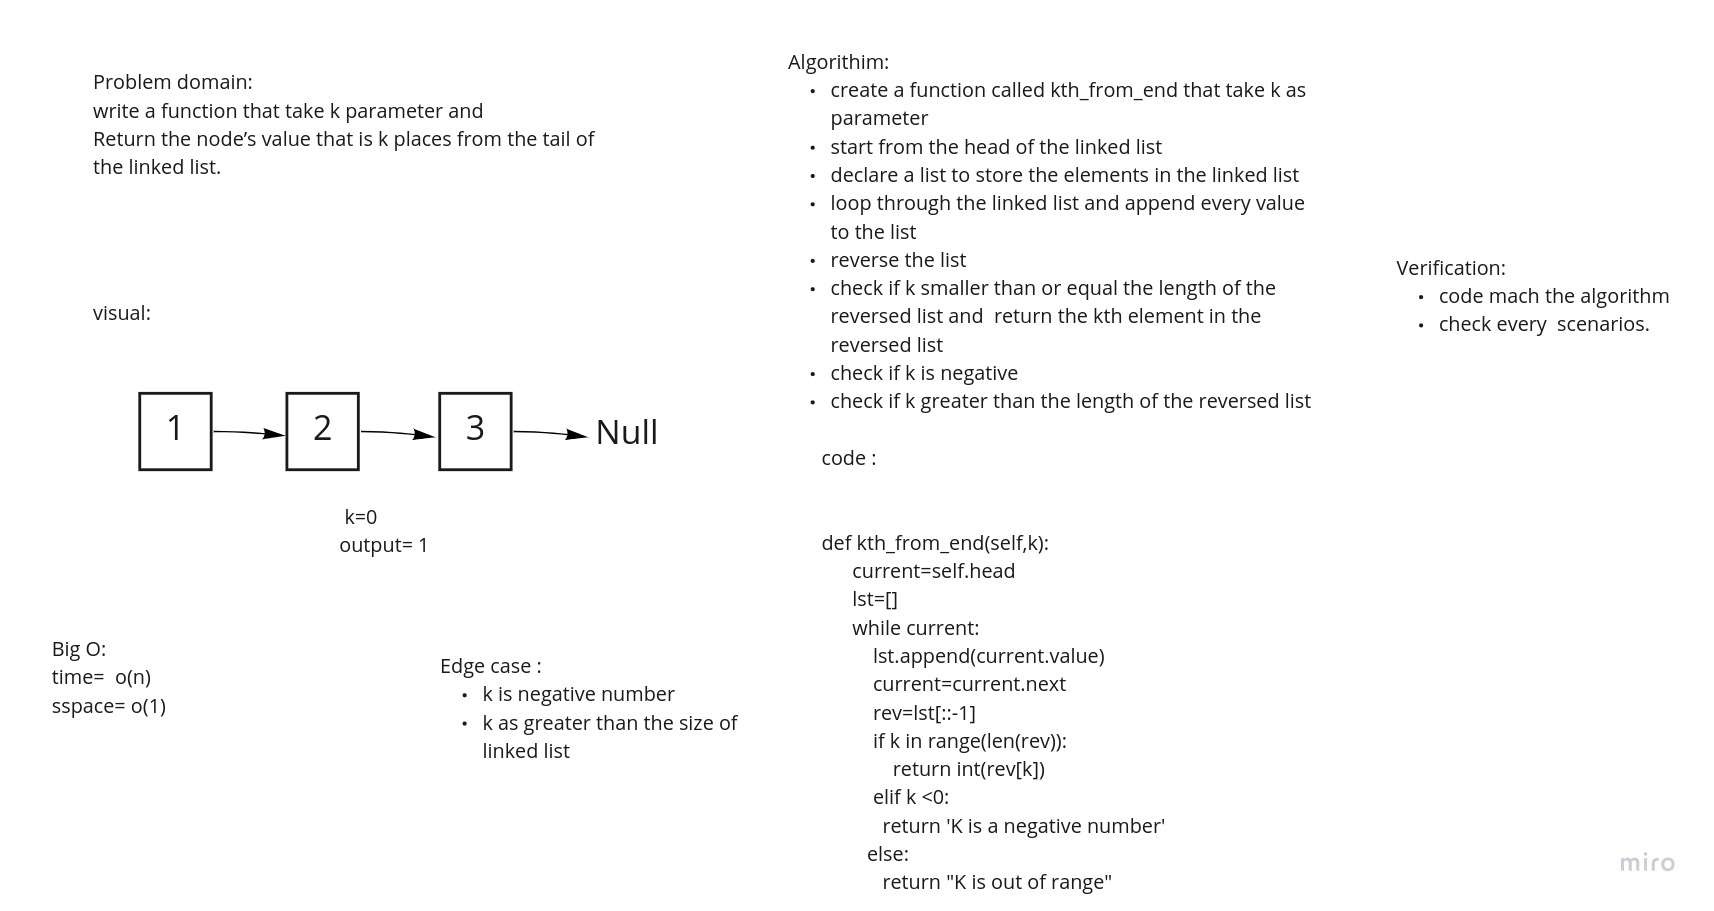 Problem domain:
write a function that take k parameter and
Return the node’s value that is k places from the tail of
the linked list.
visual:
1
2
3
Null
k=0
output= 1
Big O:
time=  o(n)
sspace= o(1)
Edge case :
• k is negative number
• k as greater than the size of
linked list
Algorithim:
• create a function called kth_from_end that take k as
parameter
• start from the head of the linked list
• declare a list to store the elements in the linked list
• loop through the linked list and append every value
to the list
• reverse the list
• check if k smaller than or equal the length of the
reversed list and  return the kth element in the
reversed list
• check if k is negative
• check if k greater than the length of the reversed list
code :
def kth_from_end(self,k):
current=self.head
lst=[]
while current:
lst.append(current.value)
current=current.next
rev=lst[::-1]
if k in range(len(rev)):
return int(rev[k])
elif k <0:
return 'K is a negative number'
else:
return "K is out of range"
Verification:
• code mach the algorithm
• check every  scenarios.
miro